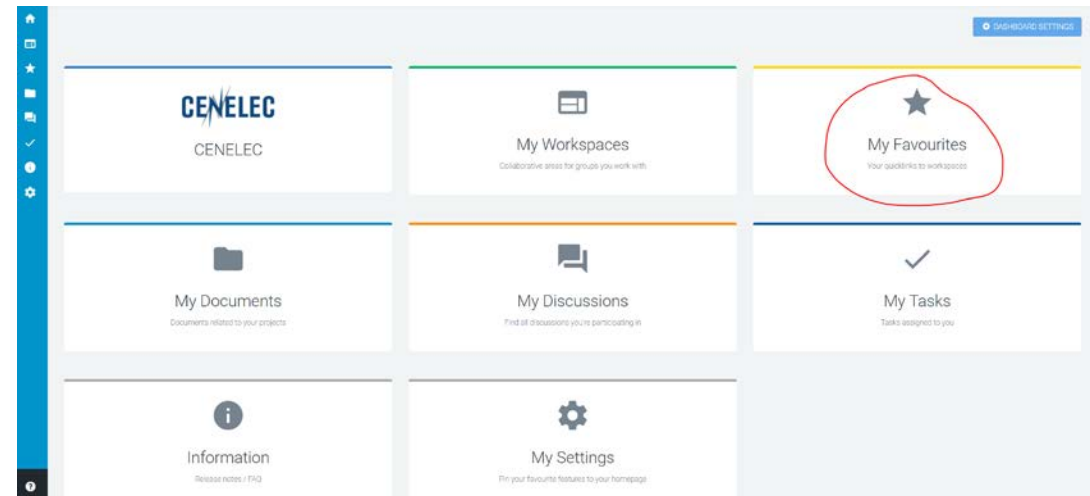 DASHBOARD SETTINGS
CENELEC
CENELEC
My Workspaces
Collaborative areas for groups you work with
My Favourites
Your quicklinks to workspaces
My Documents
Documents related to your projects
My Discussions
Find all discussions you're participating in
My Tasks
Tasks assigned to you
Information
Release notes / FAQ
My Settings
Pin your favourite features to your homepage